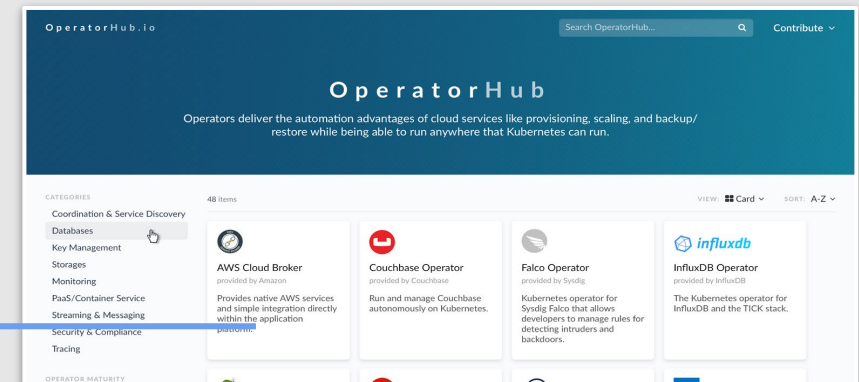 OperatorHub.io
Search OperatorHub...
Contribute
OperatorHub
Operators deliver the automation advantages of cloud services like provisioning, scaling, and backup/
restore while being able to run anywhere that Kubernetes can run.
CATEGORIES
Coordination & Service Discovery
Databases
Key Management
Storages
Monitoring
PaaS/Container Service
Streaming & Messaging
Security & Compliance
Tracing
OPERATOR MATURITY
48 items
VIEW: Card
SORT: A-Z
AWS Cloud Broker
provided by Amazon
Provides native AWS services
and simple integration directly
within the application
platform.
Couchbase Operator
provided by Couchbase
Run and manage Couchbase
autonomously on Kubernetes.
Falco Operator
provided by Sysdig
Kubernetes operator for
Sysdig Falco that allows
developers to manage rules for
detecting intruders and
backdoors.
influxdb
InfluxDB Operator
provided by InfluxDB
The Kubernetes operator for
InfluxDB and the TICK stack.